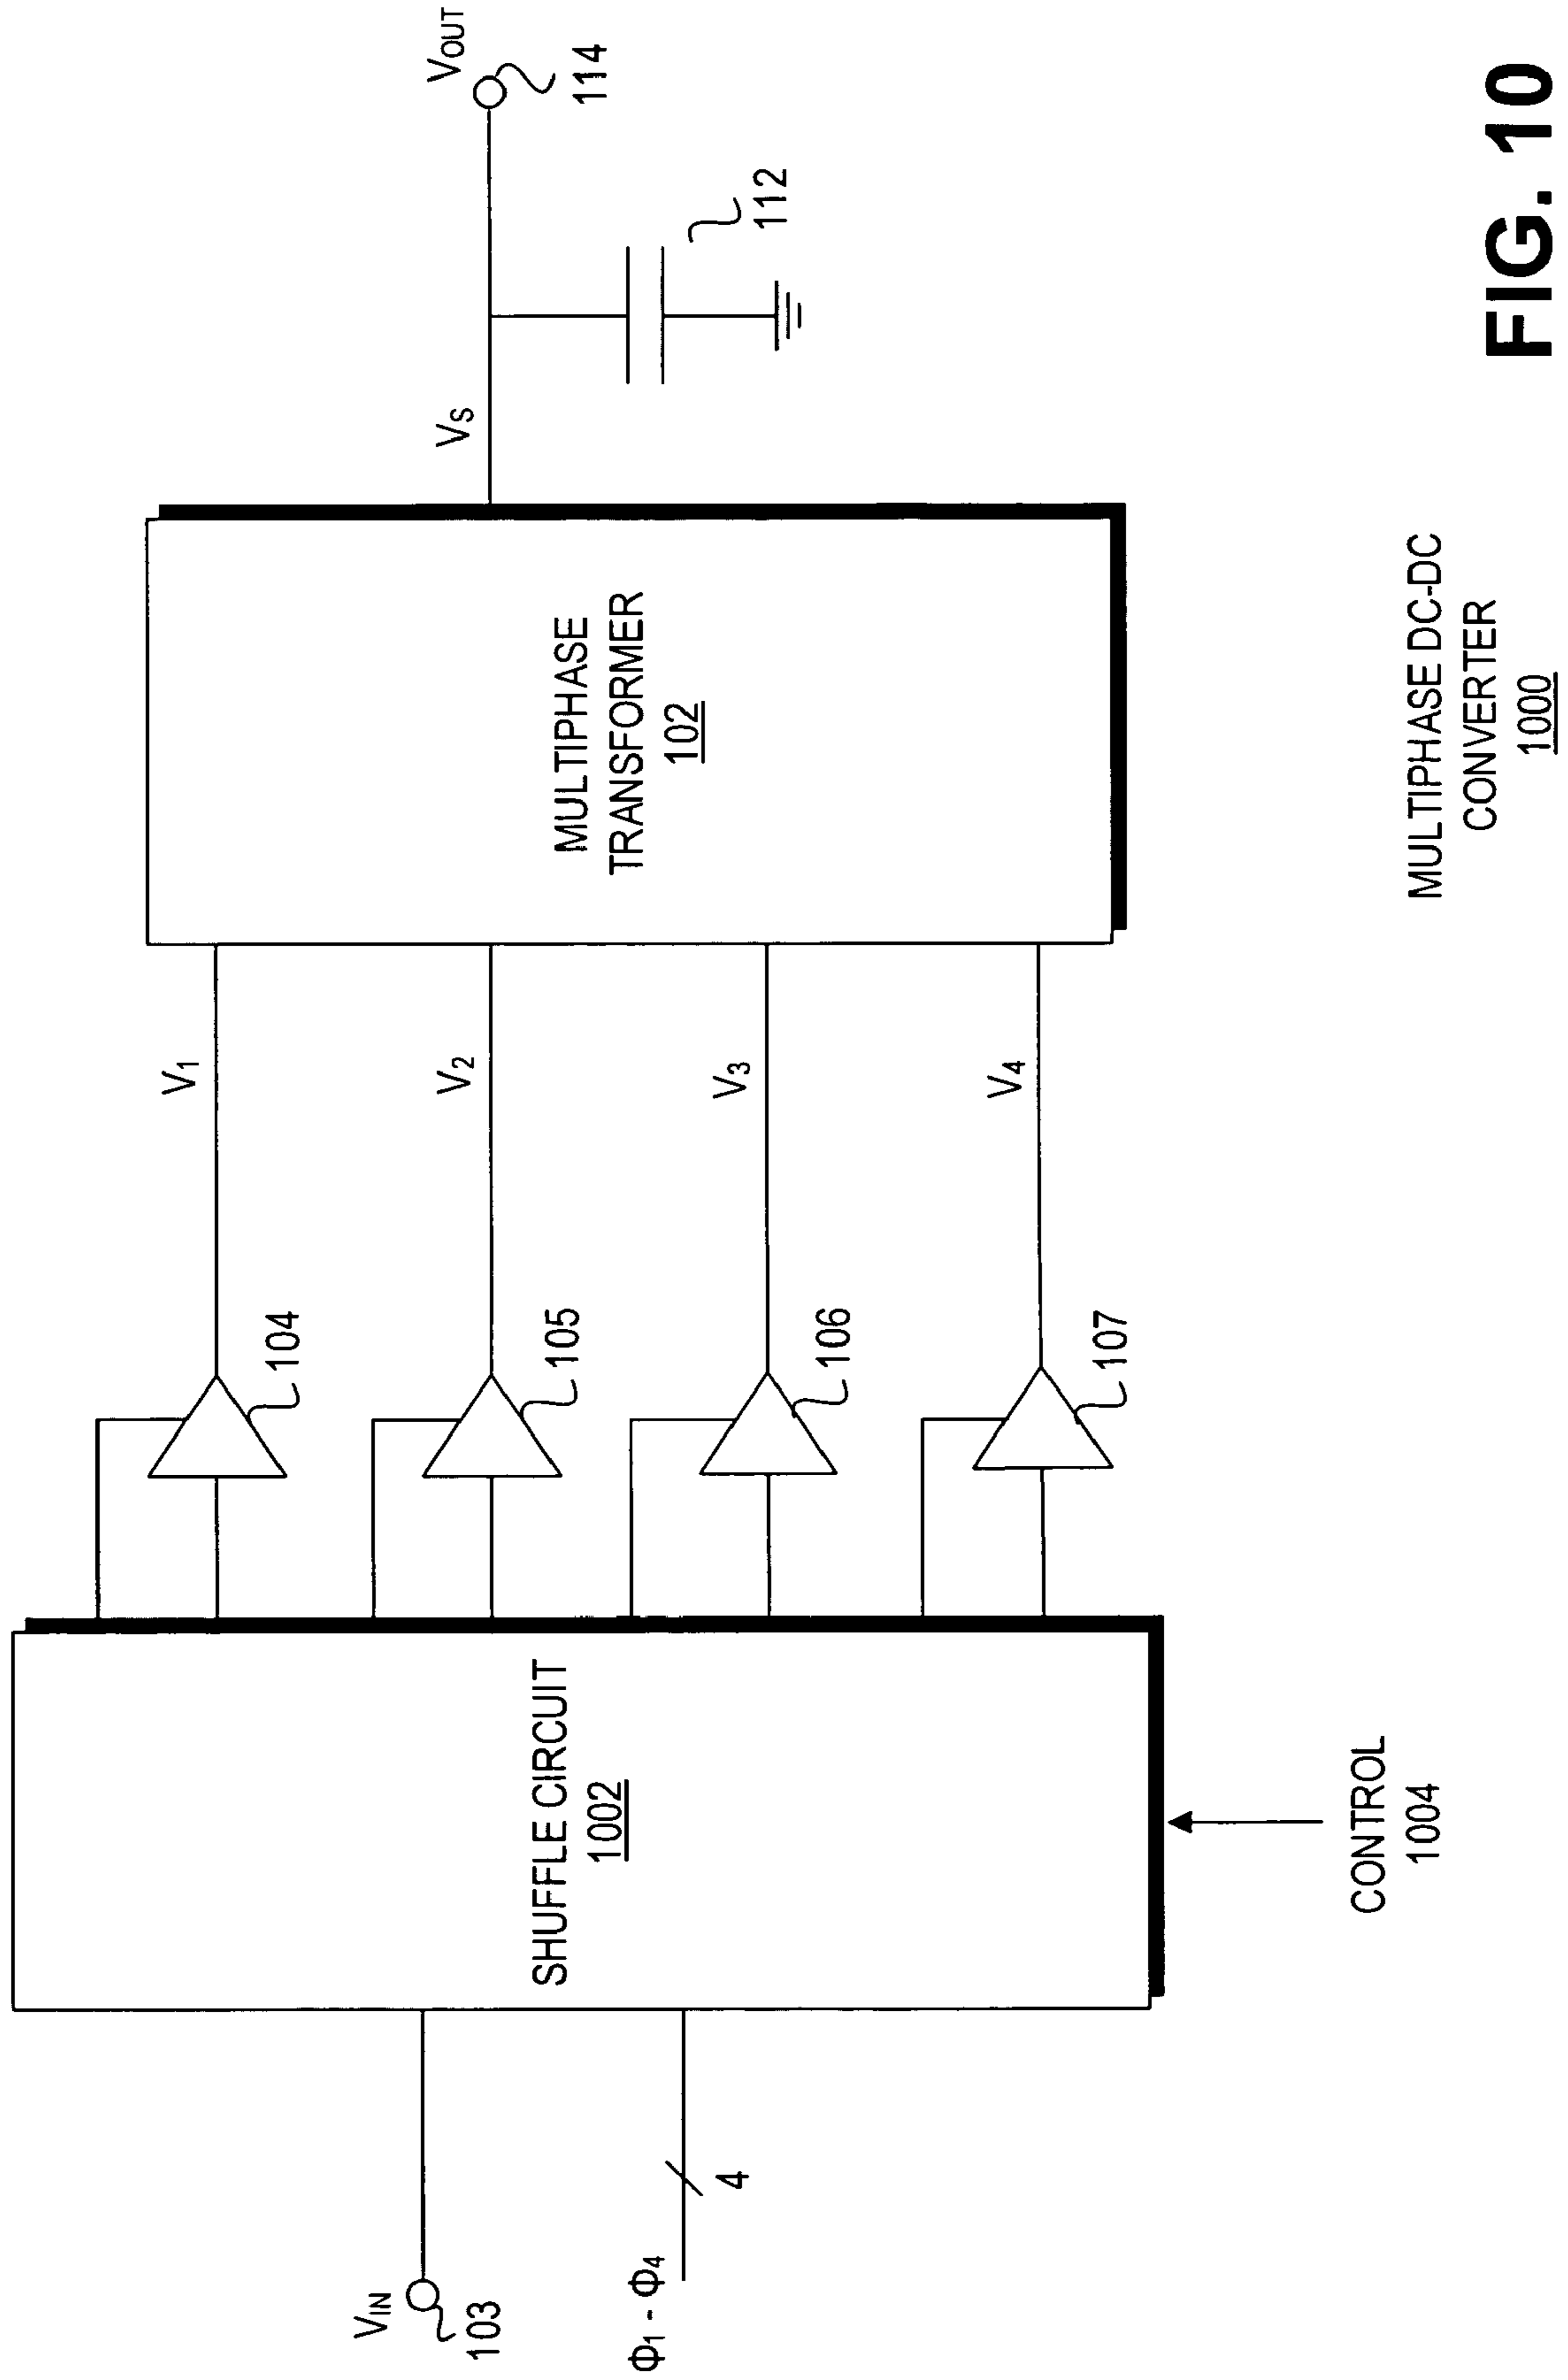 V_IN
103
Φ1 - Φ4
4
SHUFFLE CIRCUIT
1002
CONTROL
1004
104
105
106
107
V1
V2
V3
V4
MULTIPHASE
TRANSFORMER
102
VS
112
VOUT
114
MULTIPHASE DC-DC
CONVERTER
1000
FIG. 10